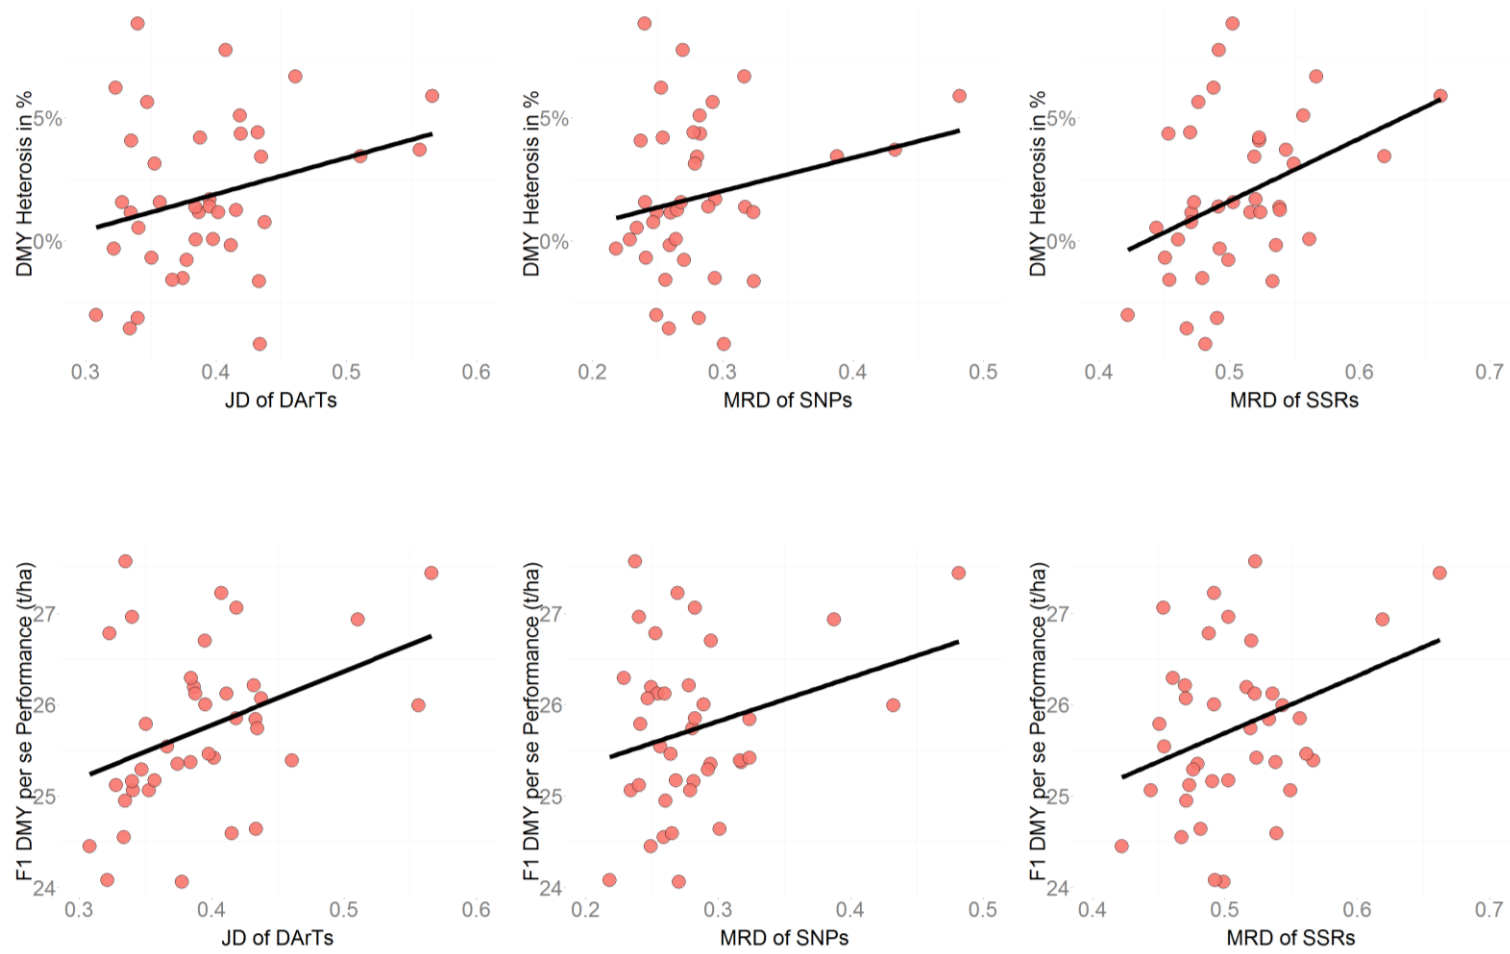 DMY Heterosis in %
5%
0%
0.3 0.4 0.5 0.6
JD of DArTs
DMY Heterosis in %
5%
0%
0.2 0.3 0.4 0.5
MRD of SNPs
DMY Heterosis in %
5%
0%
0.4 0.5 0.6 0.7
MRD of SSRs
F1 DMY per se Performance (t/ha)
27
26
25
24
0.3 0.4 0.5 0.6
JD of DArTs
F1 DMY per se Performance (t/ha)
27
26
25
24
0.2 0.3 0.4 0.5
MRD of SNPs
F1 DMY per se Performance (t/ha)
27
26
25
24
0.4 0.5 0.6 0.7
MRD of SSRs